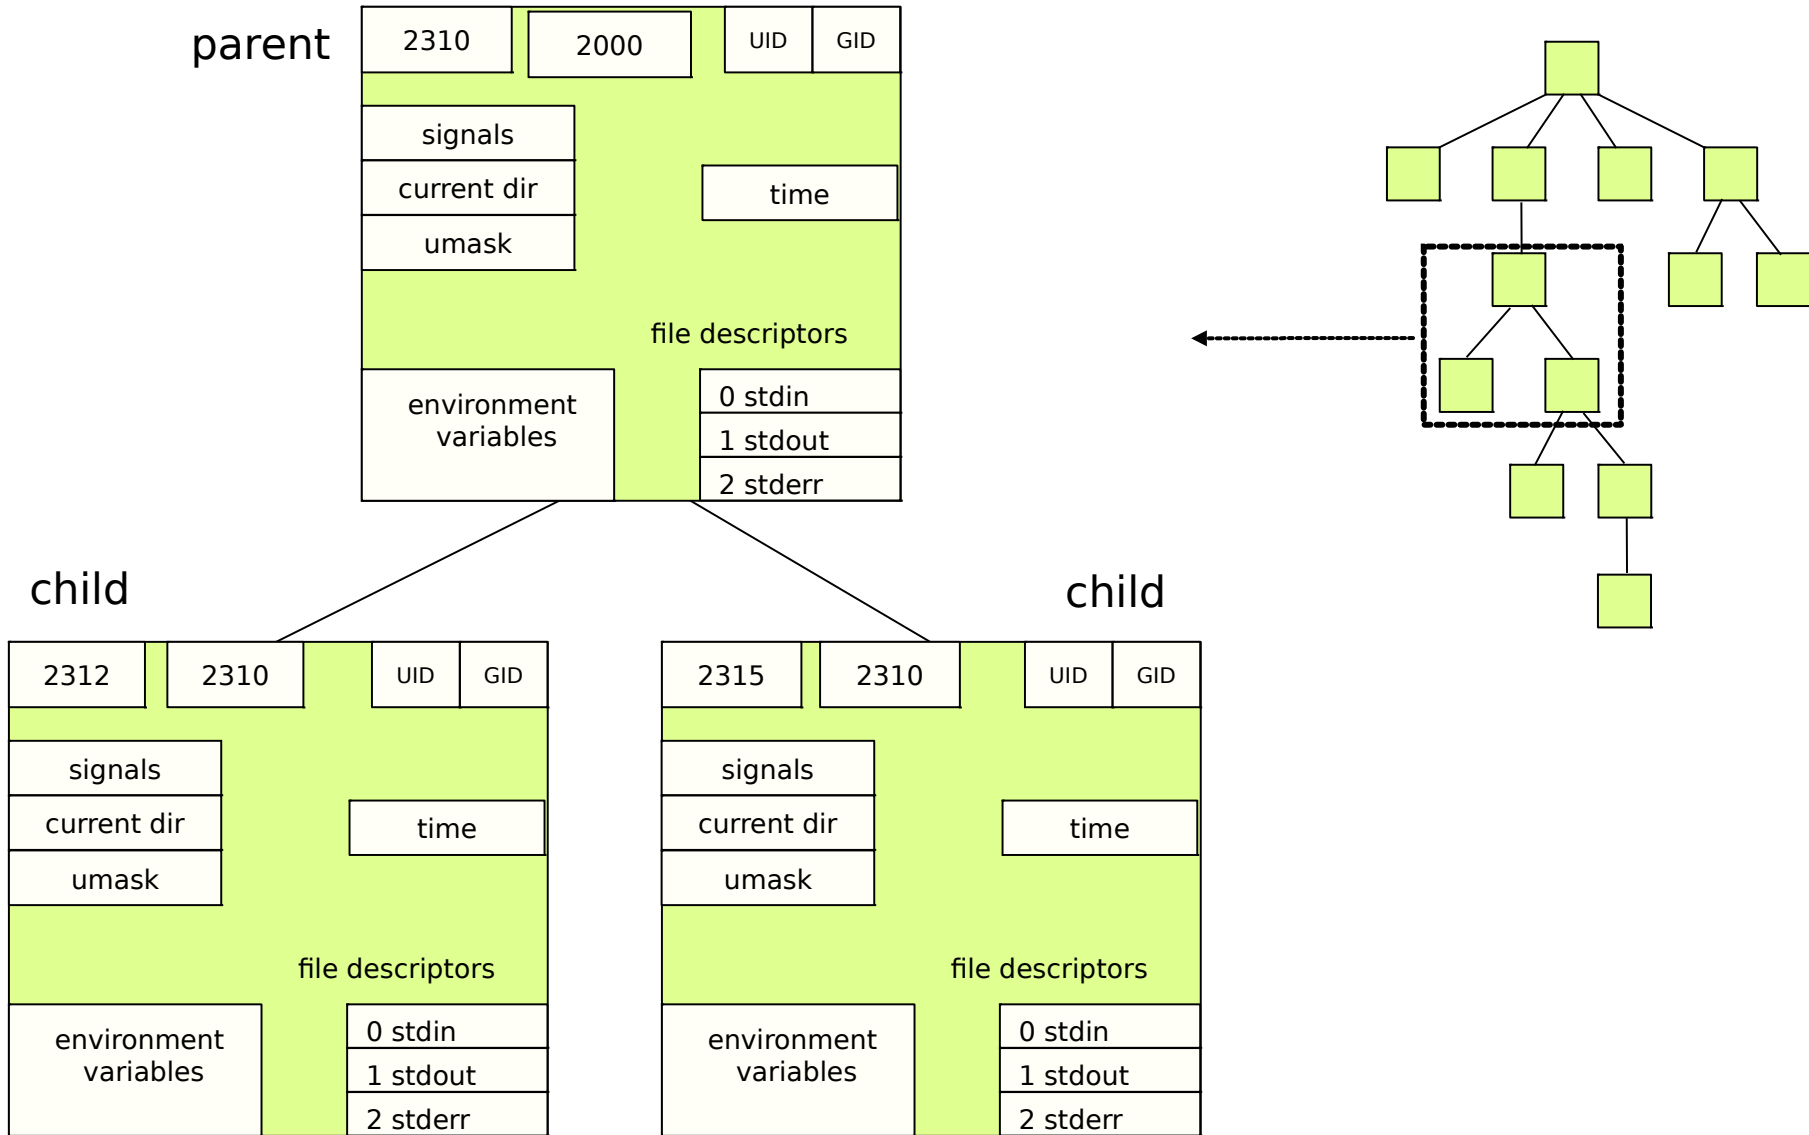 parent
2310
2000
UID
GID
signals
current dir
time
umask
file descriptors
environment
variables
0 stdin
1 stdout
2 stderr
child
2312
2310
UID
GID
signals
current dir
time
umask
file descriptors
environment
variables
0 stdin
1 stdout
2 stderr
child
2315
2310
UID
GID
signals
current dir
time
umask
file descriptors
environment
variables
0 stdin
1 stdout
2 stderr